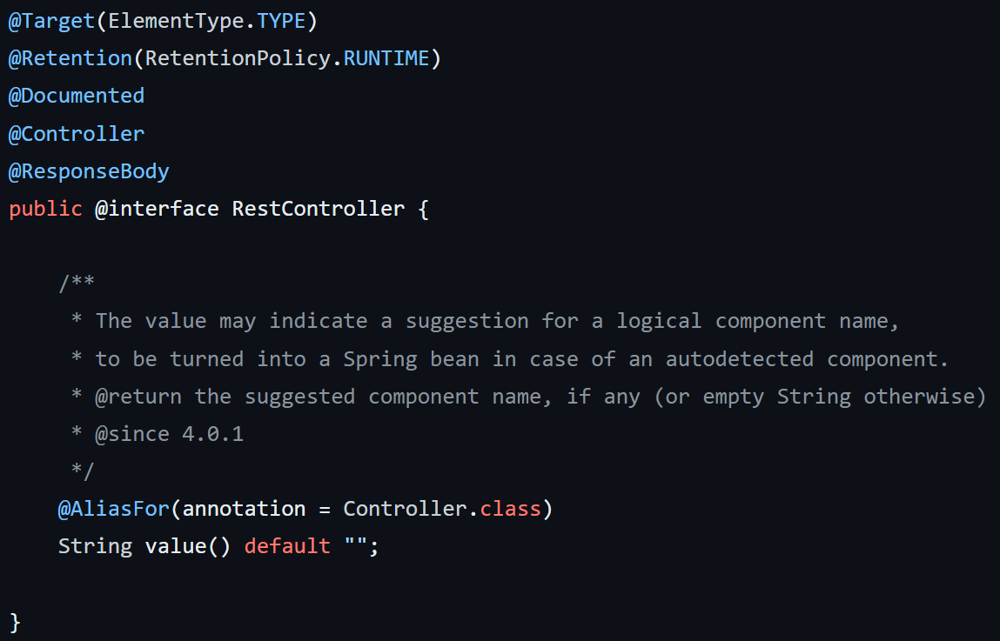 @Target(ElementType.TYPE)
@Retention(RetentionPolicy.RUNTIME)
@Documented
@Controller
@ResponseBody
public @interface RestController {
/**
* The value may indicate a suggestion for a logical component name,
* to be turned into a Spring bean in case of an autodetected component.
* @return the suggested component name, if any (or empty String otherwise)
* @since 4.0.1
*/
@AliasFor(annotation = Controller.class)
String value() default "";
}